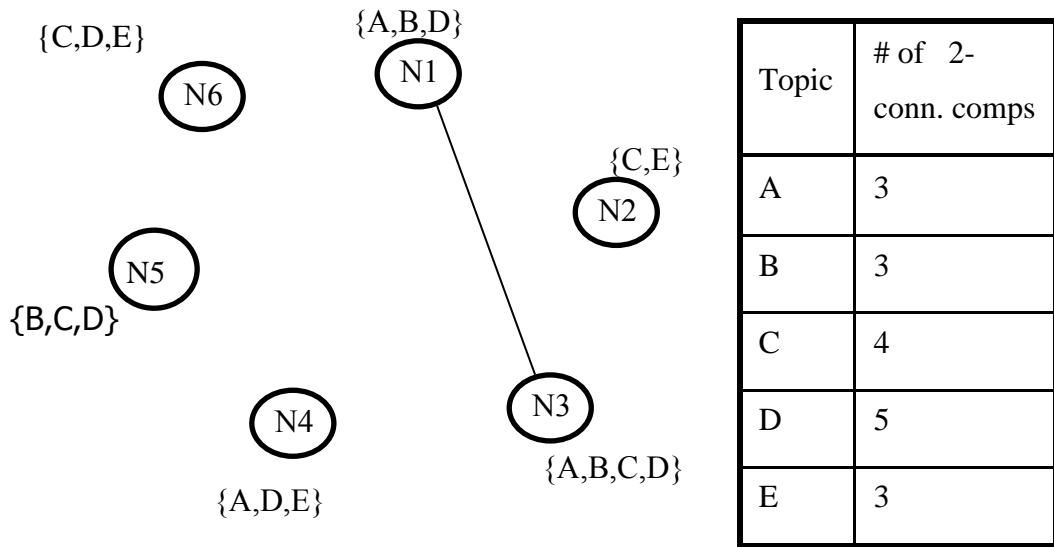 {C,D,E}
{A,B,D}
N6
N1
{C,E}
N2
N5
{B,C,D}
N4
N3
{A,D,E}
{A,B,C,D}
Topic # of 2-
conn. comps
A 3
B 3
C 4
D 5
E 3